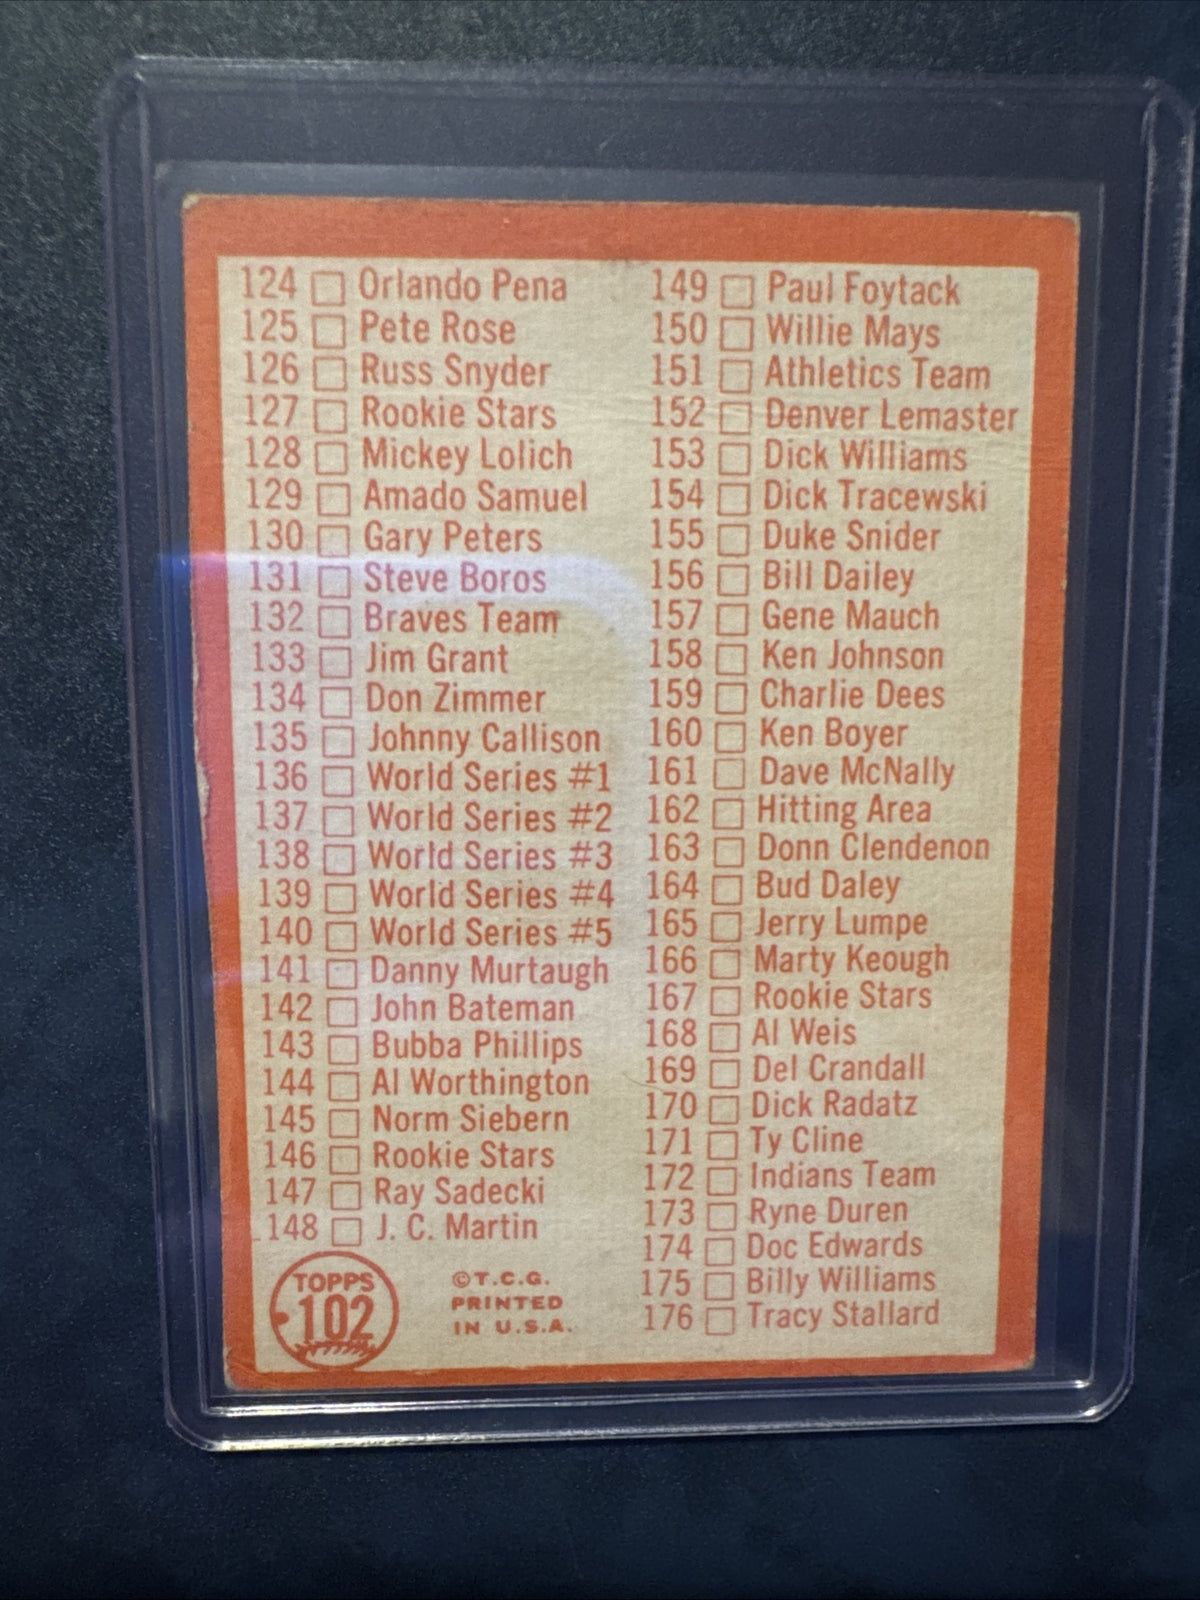 124 Orlando Pena
125 Pete Rose
126 Russ Snyder
127 Rookie Stars
128 Mickey Lolich
129 Amado Samuel
130 Gary Peters
131 Steve Boros
132 Braves Team
133 Jim Grant
134 Don Zimmer
135 Johnny Callison
136 World Series #1
137 World Series #2
138 World Series #3
139 World Series #4
140 World Series #5
141 Danny Murtaugh
142 John Bateman
143 Bubba Phillips
144 Al Worthington
145 Norm Siebern
146 Rookie Stars
147 Ray Sadecki
148 J. C. Martin
149 Paul Foytack
150 Willie Mays
151 Athletics Team
152 Denver Lemaster
153 Dick Williams
154 Dick Tracewski
155 Duke Snider
156 Bill Dailey
157 Gene Mauch
158 Ken Johnson
159 Charlie Dees
160 Ken Boyer
161 Dave McNally
162 Hitting Area
163 Donn Clendenon
164 Bud Daley
165 Jerry Lumpe
166 Marty Keough
167 Rookie Stars
168 Al Weis
169 Del Crandall
170 Dick Radatz
171 Ty Cline
172 Indians Team
173 Ryne Duren
174 Doc Edwards
175 Billy Williams
176 Tracy Stallard
TOPPS
102
©T.C.G.
PRINTED
IN U.S.A.